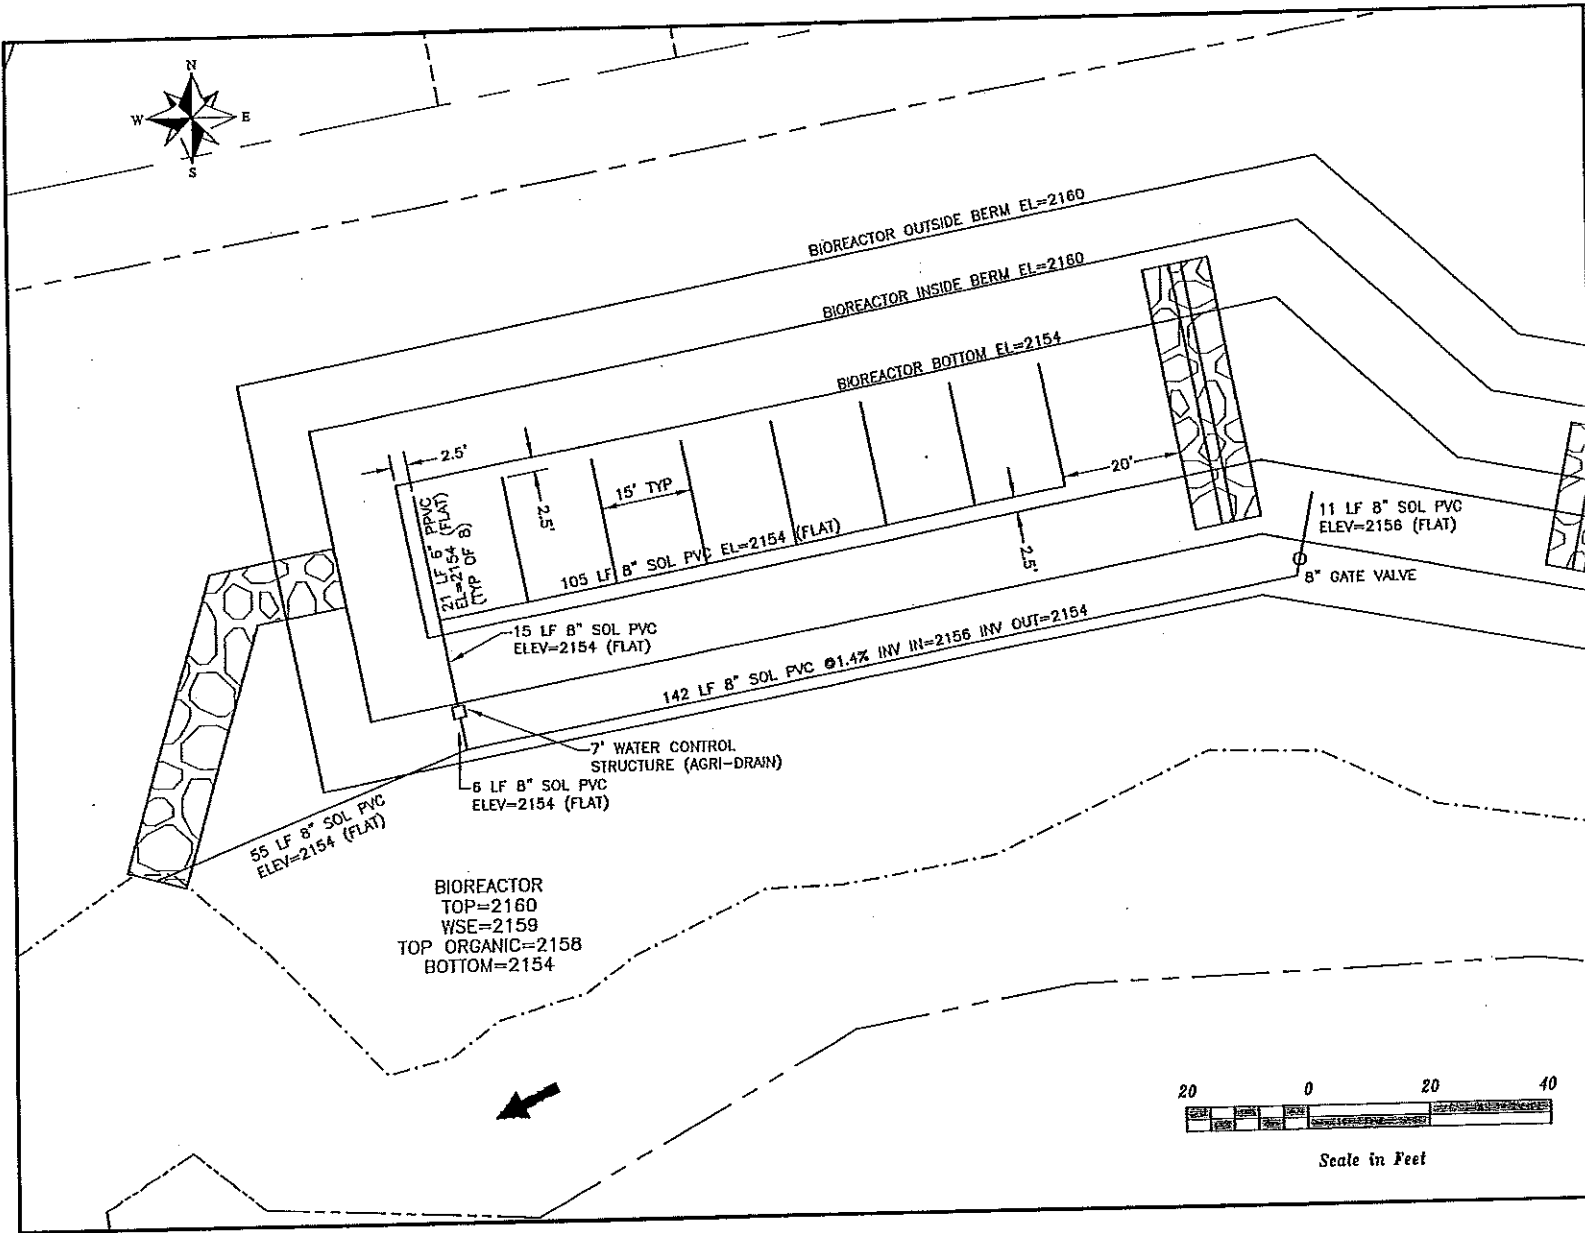 N
W E
S
BIOREACTOR OUTSIDE BERM EL=2160
BIOREACTOR INSIDE BERM EL=2160
BIOREACTOR BOTTOM EL=2154
2.5'
2.5'
15' TYP
20'
21 LF 6" PPVC
EL=2154 (FLAT)
(TYP OF 8)
105 LF 8" SOL PVC EL=2154 (FLAT)
2.5'
11 LF 8" SOL PVC
ELEV=2156 (FLAT)
8" GATE VALVE
15 LF 8" SOL PVC
ELEV=2154 (FLAT)
142 LF 8" SOL PVC @1.4% INV IN=2156 INV OUT=2154
7' WATER CONTROL
STRUCTURE (AGRI-DRAIN)
6 LF 8" SOL PVC
ELEV=2154 (FLAT)
55 LF 8" SOL PVC
ELEV=2154 (FLAT)
BIOREACTOR
TOP=2160
WSE=2159
TOP ORGANIC=2158
BOTTOM=2154
20 0 20 40
Scale in Feet